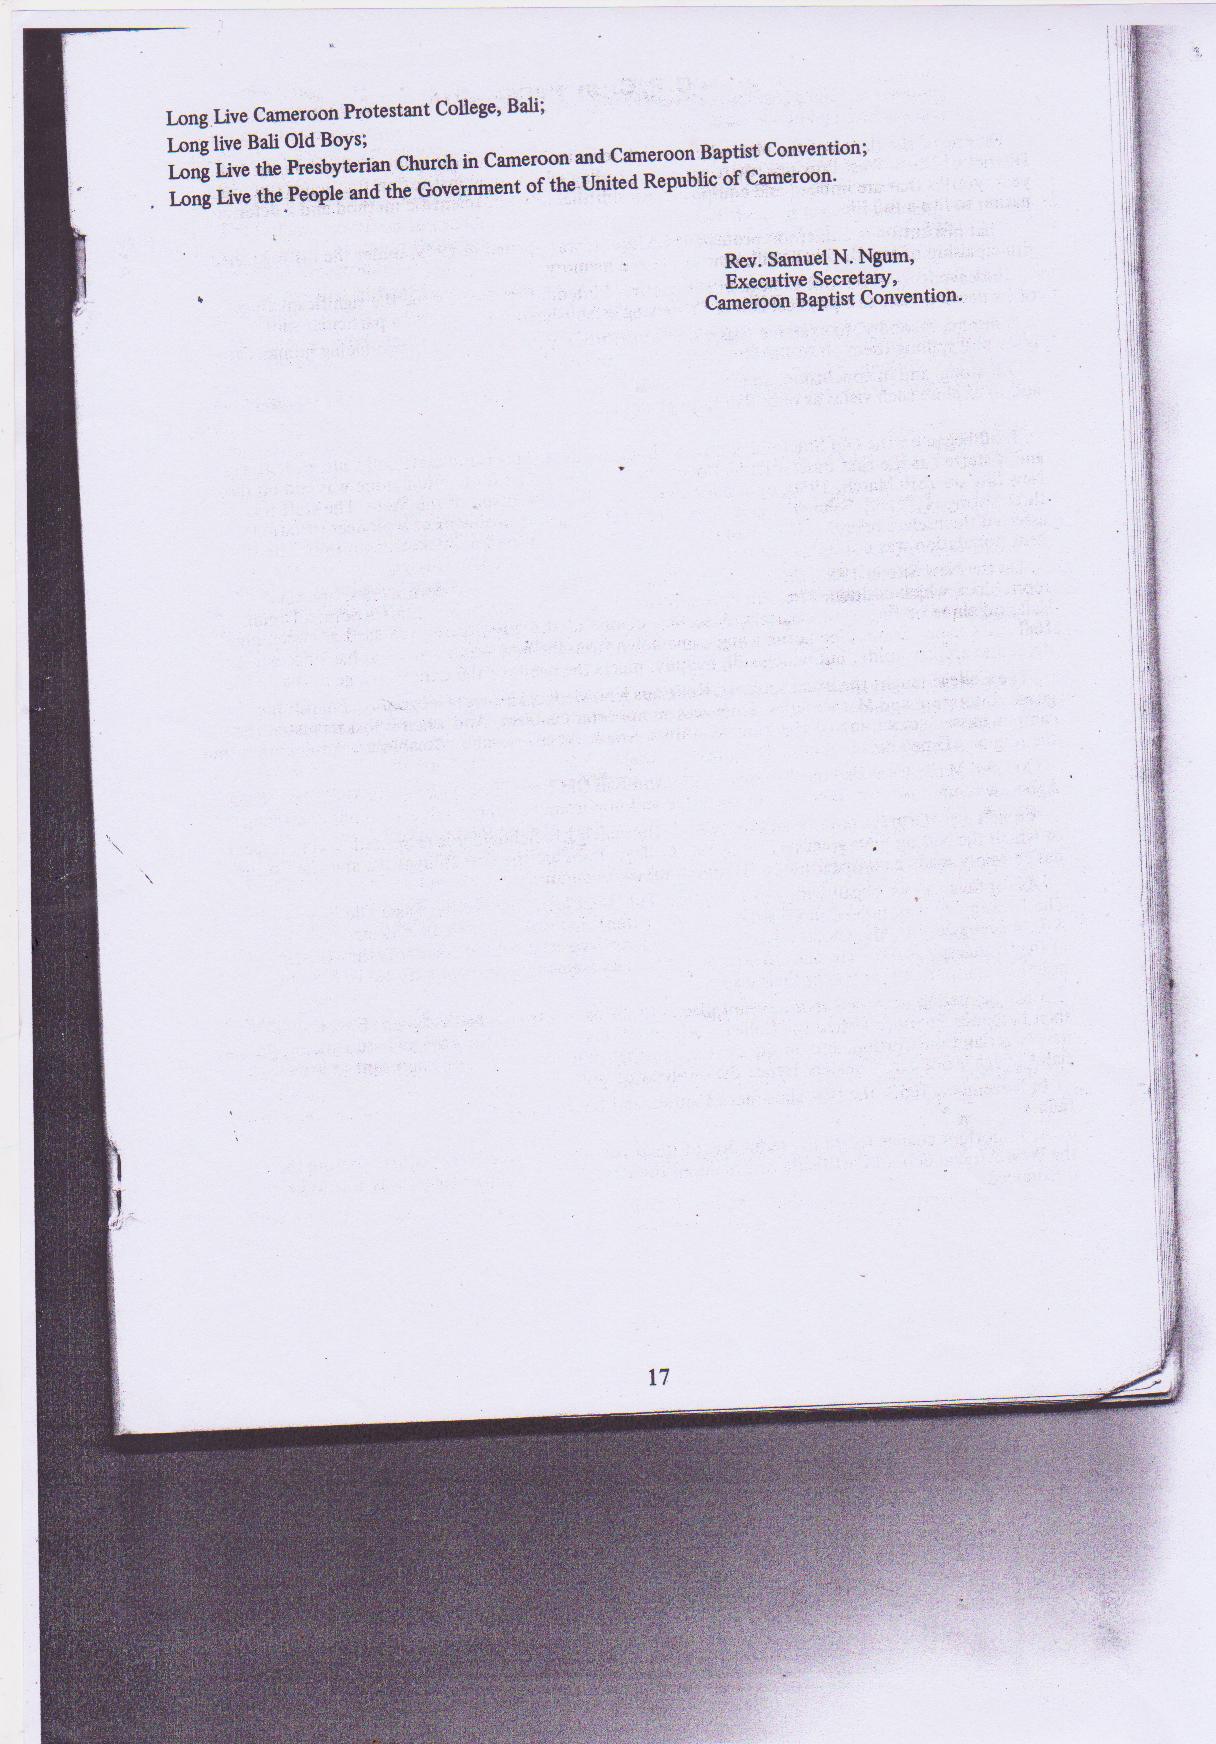 Long Live Cameroon Protestant College, Bali;
Long live Bali Old Boys;
Long Live the Presbyterian Church in Cameroon and Cameroon Baptist Convention;
Long Live the People and the Government of the United Republic of Cameroon.
Rev. Samuel N. Ngum,
Executive Secretary,
Cameroon Baptist Convention.
17